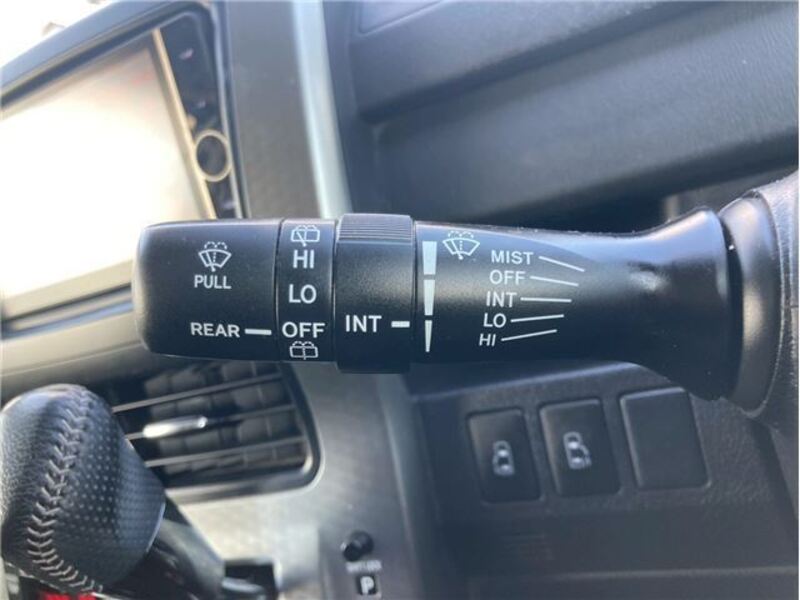 PULL
REAR
HI
LO
OFF
INT
MIST
OFF
INT
LO
HI
P